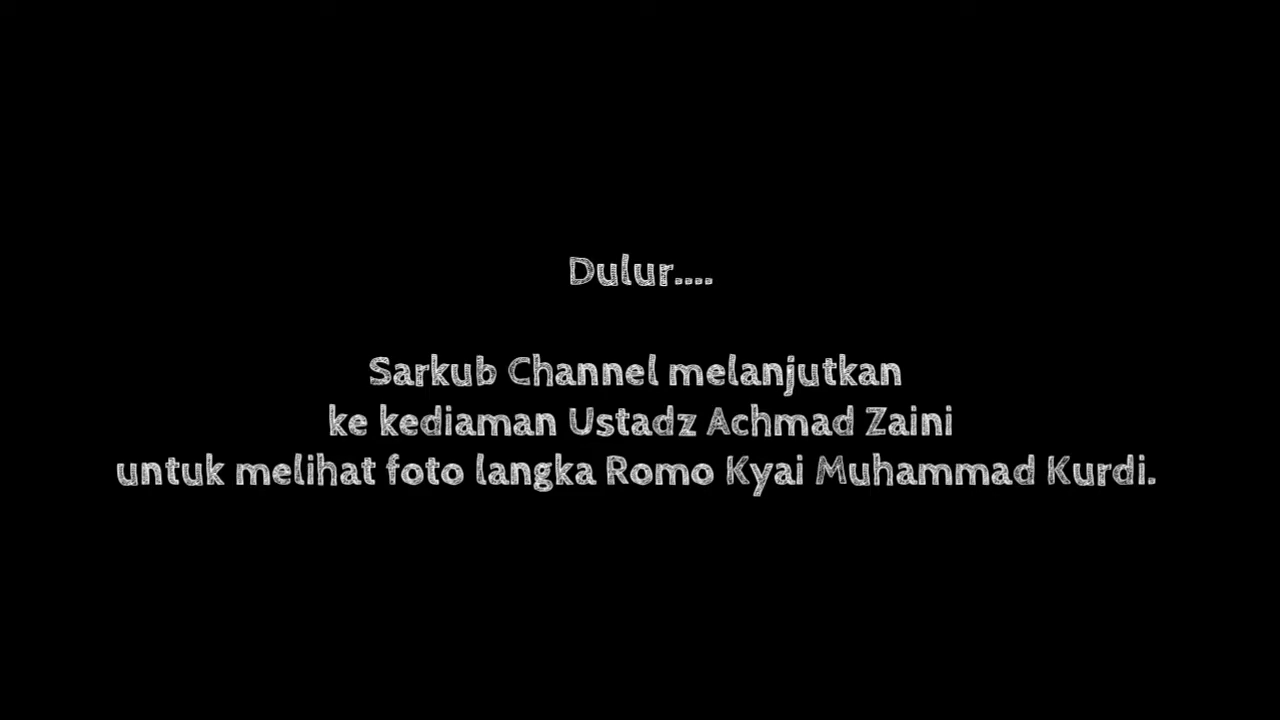 Dulur....
Sarkub Channel melanjutkan
ke kediaman Ustadz Achmad Zaini
untuk melihat foto langka Romo Kyai Muhammad Kurdi.